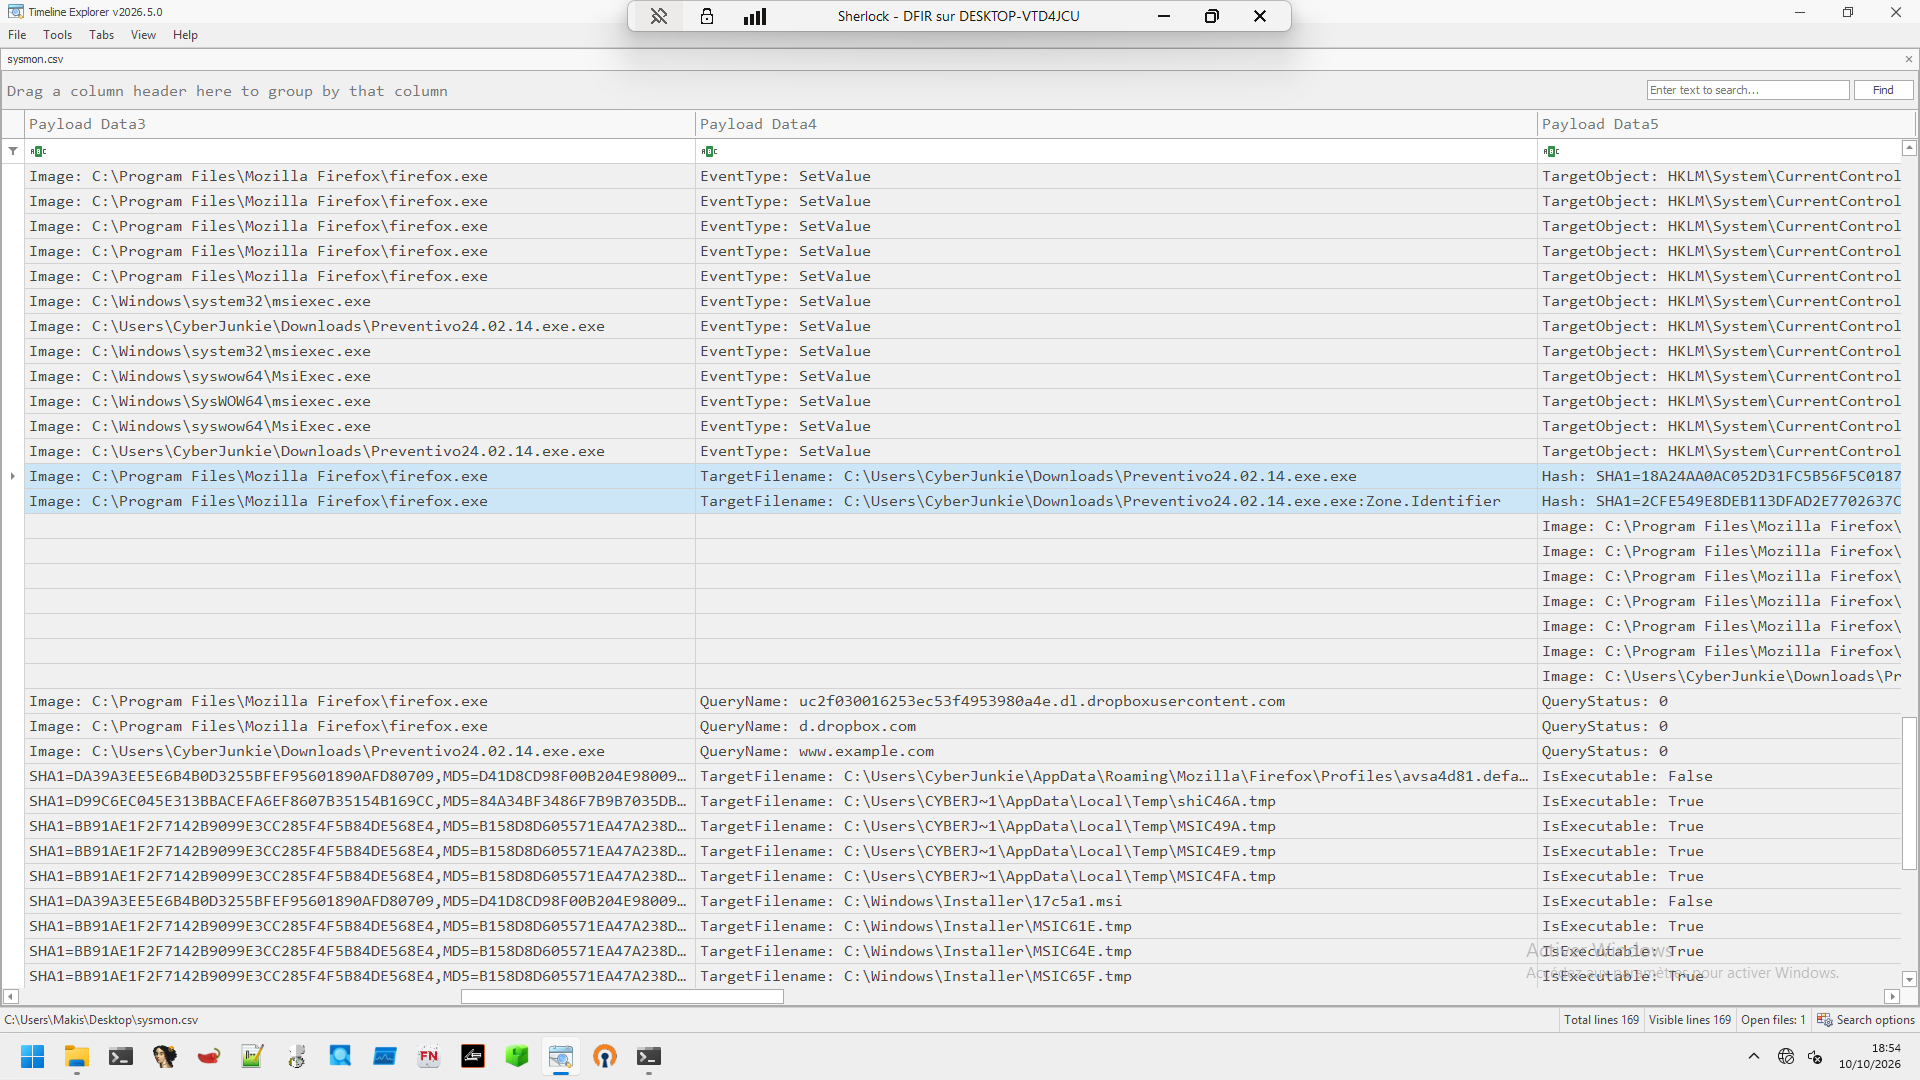 Timeline Explorer v2026.5.0
Sherlock - DFIR sur DESKTOP-VTD4JCU
File Tools Tabs View Help
sysmon.csv
Drag a column header here to group by that column
Enter text to search...
Find
Payload Data3 Payload Data4 Payload Data5
Image: C:\Program Files\Mozilla Firefox\firefox.exe EventType: SetValue TargetObject: HKLM\System\CurrentControl
Image: C:\Program Files\Mozilla Firefox\firefox.exe EventType: SetValue TargetObject: HKLM\System\CurrentControl
Image: C:\Program Files\Mozilla Firefox\firefox.exe EventType: SetValue TargetObject: HKLM\System\CurrentControl
Image: C:\Program Files\Mozilla Firefox\firefox.exe EventType: SetValue TargetObject: HKLM\System\CurrentControl
Image: C:\Program Files\Mozilla Firefox\firefox.exe EventType: SetValue TargetObject: HKLM\System\CurrentControl
Image: C:\Windows\system32\msiexec.exe EventType: SetValue TargetObject: HKLM\System\CurrentControl
Image: C:\Users\CyberJunkie\Downloads\Preventivo24.02.14.exe.exe EventType: SetValue TargetObject: HKLM\System\CurrentControl
Image: C:\Windows\system32\msiexec.exe EventType: SetValue TargetObject: HKLM\System\CurrentControl
Image: C:\Windows\syswow64\MsiExec.exe EventType: SetValue TargetObject: HKLM\System\CurrentControl
Image: C:\Windows\SysWOW64\msiexec.exe EventType: SetValue TargetObject: HKLM\System\CurrentControl
Image: C:\Windows\syswow64\MsiExec.exe EventType: SetValue TargetObject: HKLM\System\CurrentControl
Image: C:\Users\CyberJunkie\Downloads\Preventivo24.02.14.exe.exe EventType: SetValue TargetObject: HKLM\System\CurrentControl
Image: C:\Program Files\Mozilla Firefox\firefox.exe TargetFilename: C:\Users\CyberJunkie\Downloads\Preventivo24.02.14.exe.exe Hash: SHA1=18A24AA0AC052D31FC5B56F5C0187
Image: C:\Program Files\Mozilla Firefox\firefox.exe TargetFilename: C:\Users\CyberJunkie\Downloads\Preventivo24.02.14.exe.exe:Zone.Identifier Hash: SHA1=2CFE549E8DEB113DFAD2E7702637C
Image: C:\Program Files\Mozilla Firefox\
Image: C:\Program Files\Mozilla Firefox\
Image: C:\Program Files\Mozilla Firefox\
Image: C:\Program Files\Mozilla Firefox\
Image: C:\Program Files\Mozilla Firefox\
Image: C:\Program Files\Mozilla Firefox\
Image: C:\Users\CyberJunkie\Downloads\Pr
Image: C:\Program Files\Mozilla Firefox\firefox.exe QueryName: uc2f030016253ec53f4953980a4e.dl.dropboxusercontent.com QueryStatus: 0
Image: C:\Program Files\Mozilla Firefox\firefox.exe QueryName: d.dropbox.com QueryStatus: 0
Image: C:\Users\CyberJunkie\Downloads\Preventivo24.02.14.exe.exe QueryName: www.example.com QueryStatus: 0
SHA1=DA39A3EE5E6B4B0D3255BFEF95601890AFD80709,MD5=D41D8CD98F00B204E98009… TargetFilename: C:\Users\CyberJunkie\AppData\Roaming\Mozilla\Firefox\Profiles\avsa4d81.defa… IsExecutable: False
SHA1=D99C6EC045E313BBACEFA6EF8607B35154B169CC,MD5=84A34BF3486F7B9B7035DB… TargetFilename: C:\Users\CYBERJ~1\AppData\Local\Temp\shiC46A.tmp IsExecutable: True
SHA1=BB91AE1F2F7142B9099E3CC285F4F5B84DE568E4,MD5=B158D8D605571EA47A238D… TargetFilename: C:\Users\CYBERJ~1\AppData\Local\Temp\MSIC49A.tmp IsExecutable: True
SHA1=BB91AE1F2F7142B9099E3CC285F4F5B84DE568E4,MD5=B158D8D605571EA47A238D… TargetFilename: C:\Users\CYBERJ~1\AppData\Local\Temp\MSIC4E9.tmp IsExecutable: True
SHA1=BB91AE1F2F7142B9099E3CC285F4F5B84DE568E4,MD5=B158D8D605571EA47A238D… TargetFilename: C:\Users\CYBERJ~1\AppData\Local\Temp\MSIC4FA.tmp IsExecutable: True
SHA1=DA39A3EE5E6B4B0D3255BFEF95601890AFD80709,MD5=D41D8CD98F00B204E98009… TargetFilename: C:\Windows\Installer\17c5a1.msi IsExecutable: False
SHA1=BB91AE1F2F7142B9099E3CC285F4F5B84DE568E4,MD5=B158D8D605571EA47A238D… TargetFilename: C:\Windows\Installer\MSIC61E.tmp IsExecutable: True
SHA1=BB91AE1F2F7142B9099E3CC285F4F5B84DE568E4,MD5=B158D8D605571EA47A238D… TargetFilename: C:\Windows\Installer\MSIC64E.tmp IsExecutable: True
SHA1=BB91AE1F2F7142B9099E3CC285F4F5B84DE568E4,MD5=B158D8D605571EA47A238D… TargetFilename: C:\Windows\Installer\MSIC65F.tmp IsExecutable: True
Activer Windows
Accédez aux paramètres pour activer Windows.
C:\Users\Makis\Desktop\sysmon.csv Total lines 169 Visible lines 169 Open files: 1 Search options
FN
18:54
10/10/2026